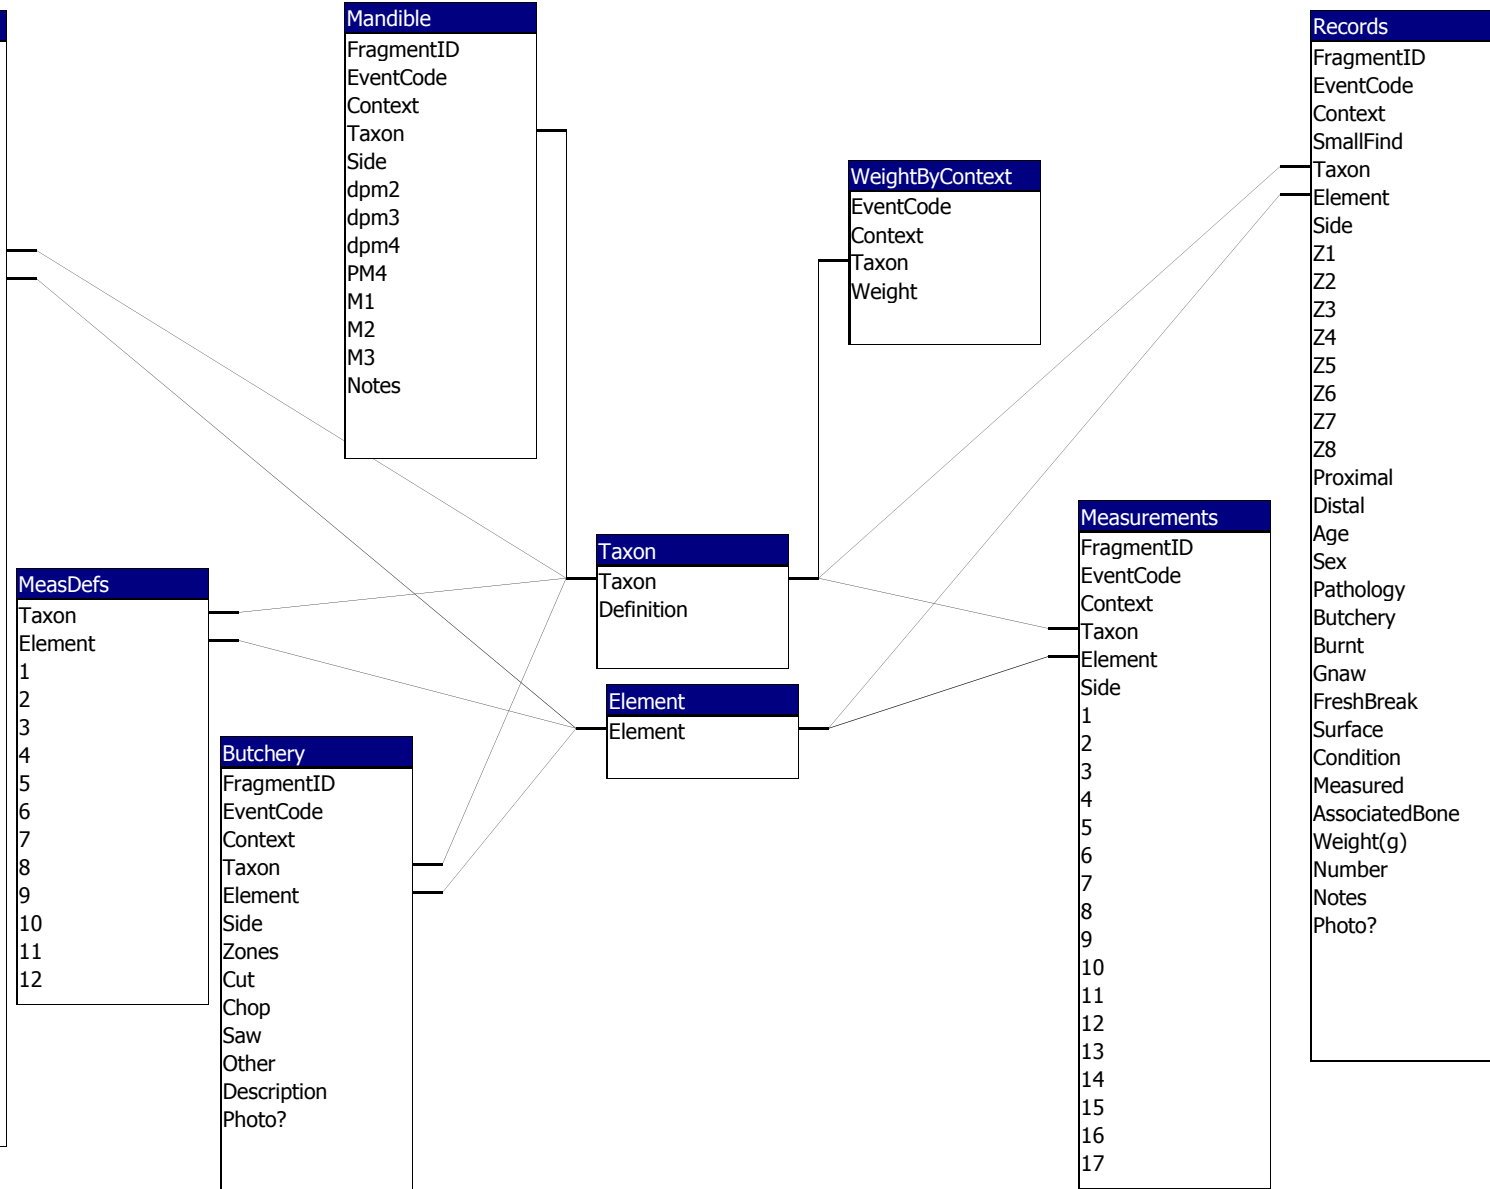 Mandible
FragmentID
EventCode
Context
Taxon
Side
dpm2
dpm3
dpm4
PM4
M1
M2
M3
Notes
WeightByContext
EventCode
Context
Taxon
Weight
Records
FragmentID
EventCode
Context
SmallFind
Taxon
Element
Side
Z1
Z2
Z3
Z4
Z5
Z6
Z7
Z8
Proximal
Distal
Age
Sex
Pathology
Butchery
Burnt
Gnaw
FreshBreak
Surface
Condition
Measured
AssociatedBone
Weight(g)
Number
Notes
Photo?
MeasDefs
Taxon
Element
1
2
3
4
5
6
7
8
9
10
11
12
Butchery
FragmentID
EventCode
Context
Taxon
Element
Side
Zones
Cut
Chop
Saw
Other
Description
Photo?
Taxon
Taxon
Definition
Element
Element
Measurements
FragmentID
EventCode
Context
Taxon
Element
Side
1
2
3
4
5
6
7
8
9
10
11
12
13
14
15
16
17